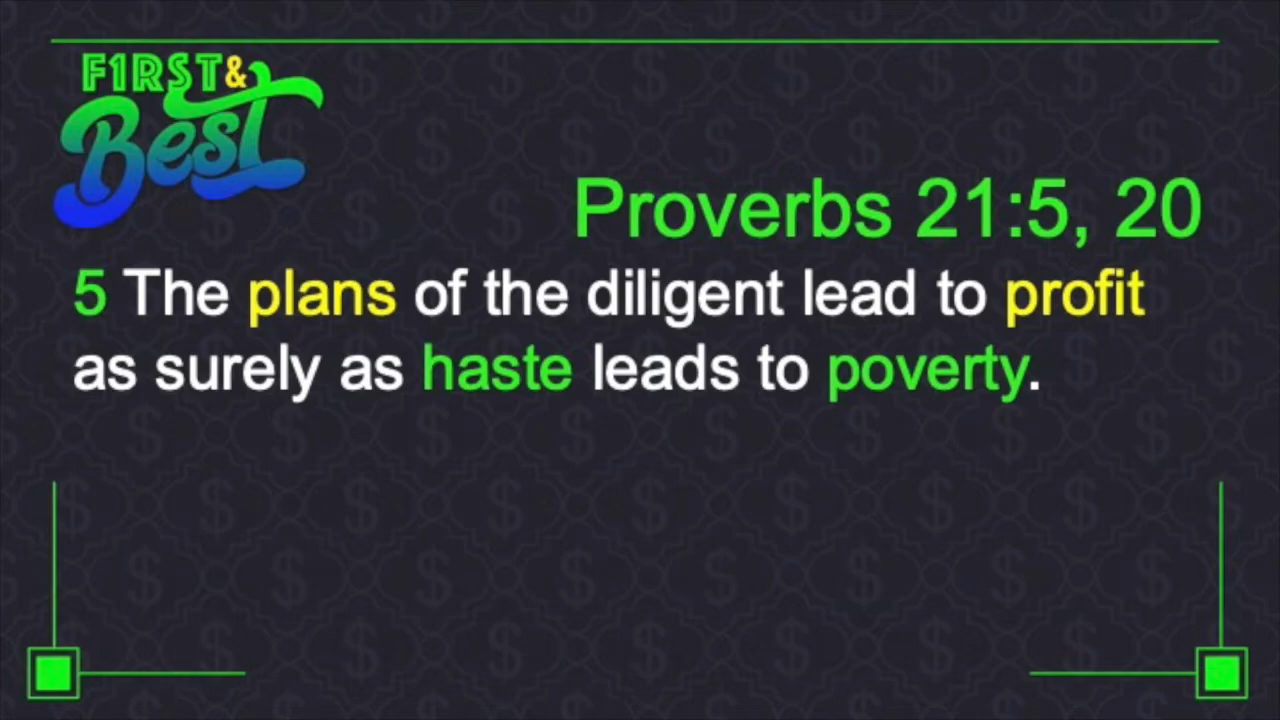 F1RST&
Best
Proverbs 21:5, 20
5 The plans of the diligent lead to profit
as surely as haste leads to poverty.